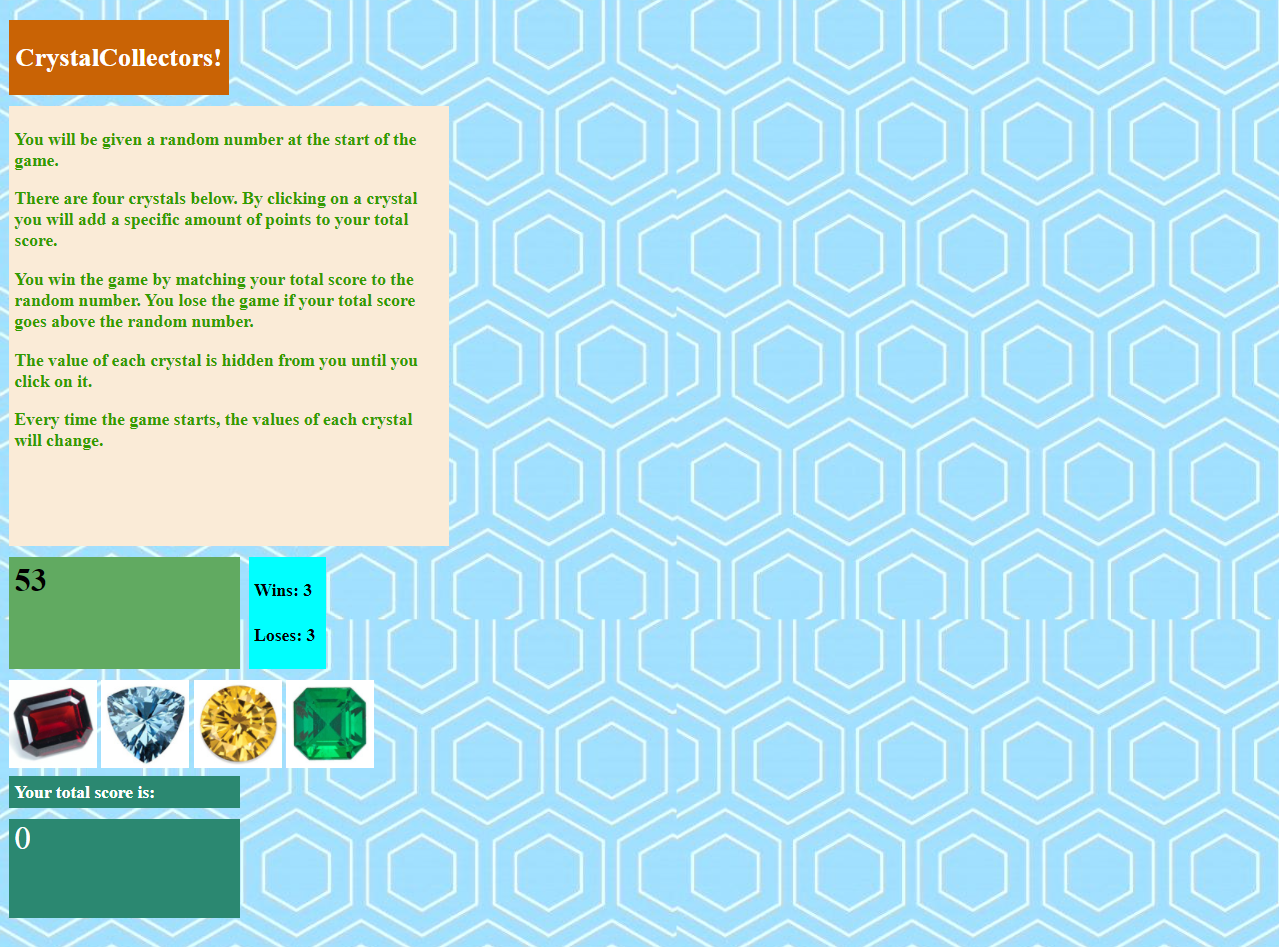 CrystalCollectors!
You will be given a random number at the start of the
game.
There are four crystals below. By clicking on a crystal
you will add a specific amount of points to your total
score.
You win the game by matching your total score to the
random number. You lose the game if your total score
goes above the random number.
The value of each crystal is hidden from you until you
click on it.
Every time the game starts, the values of each crystal
will change.
53
Wins: 3
Loses: 3
Your total score is:
0